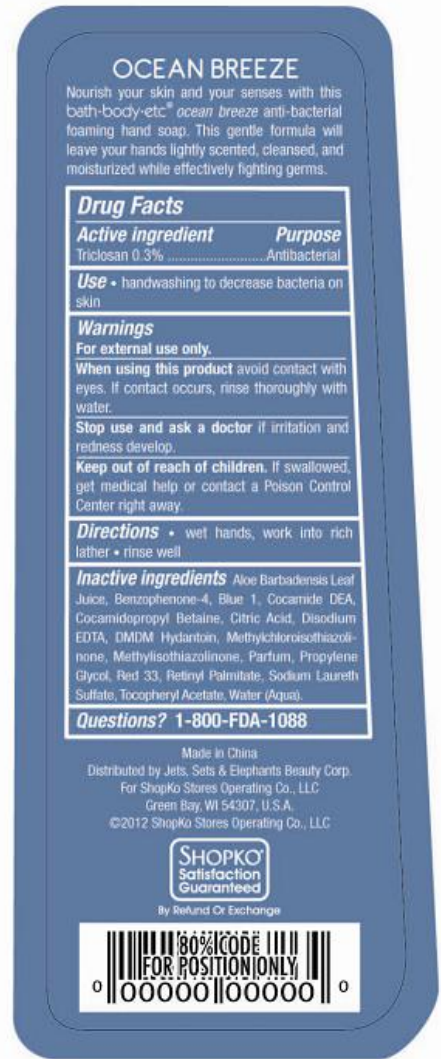 OCEAN BREEZE
Nourish your skin and your senses with this
bath•body•etc® ocean breeze anti-bacterial
foaming hand soap. This gentle formula will
leave your hands lightly scented, cleansed, and
moisturized while effectively fighting germs.
Drug Facts
Active ingredient Purpose
Triclosan 0.3% ..........................Antibacterial
Use • handwashing to decrease bacteria on
skin
Warnings
For external use only.
When using this product avoid contact with
eyes. If contact occurs, rinse thoroughly with
water.
Stop use and ask a doctor if irritation and
redness develop.
Keep out of reach of children. If swallowed,
get medical help or contact a Poison Control
Center right away.
Directions • wet hands, work into rich
lather • rinse well
Inactive ingredients Aloe Barbadensis Leaf
Juice, Benzophenone-4, Blue 1, Cocamide DEA,
Cocamidopropyl Betaine, Citric Acid, Disodium
EDTA, DMDM Hydantoin, Methylchloroisothiazoli-
none, Methylisothiazolinone, Parfum, Propylene
Glycol, Red 33, Retinyl Palmitate, Sodium Laureth
Sulfate, Tocopheryl Acetate, Water (Aqua).
Questions? 1-800-FDA-1088
Made in China
Distributed by Jets, Sets & Elephants Beauty Corp.
For ShopKo Stores Operating Co., LLC
Green Bay, WI 54307, U.S.A.
©2012 ShopKo Stores Operating Co., LLC
SHOPKO®
Satisfaction
Guaranteed
By Refund Or Exchange
80% CODE
FOR POSITION ONLY
0 00000 00000 0